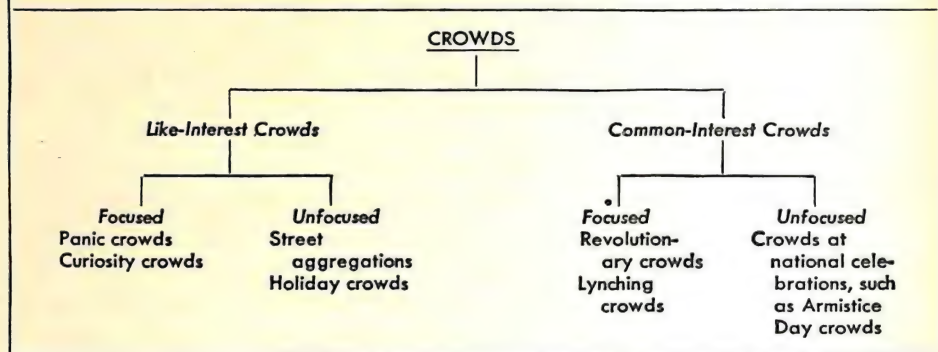 CROWDS
Like-Interest Crowds
Common-Interest Crowds
Focused
Panic crowds
Curiosity crowds
Unfocused
Street
aggregations
Holiday crowds
Focused
Revolution-
ary crowds
Lynching
crowds
Unfocused
Crowds at
national cele-
brations, such
as Armistice
Day crowds